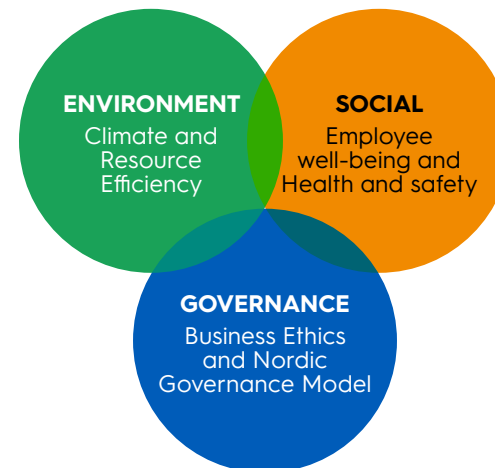 ENVIRONMENT
Climate and
Resource
Efficiency
SOCIAL
Employee
well-being and
Health and safety
GOVERNANCE
Business Ethics
and Nordic
Governance Model